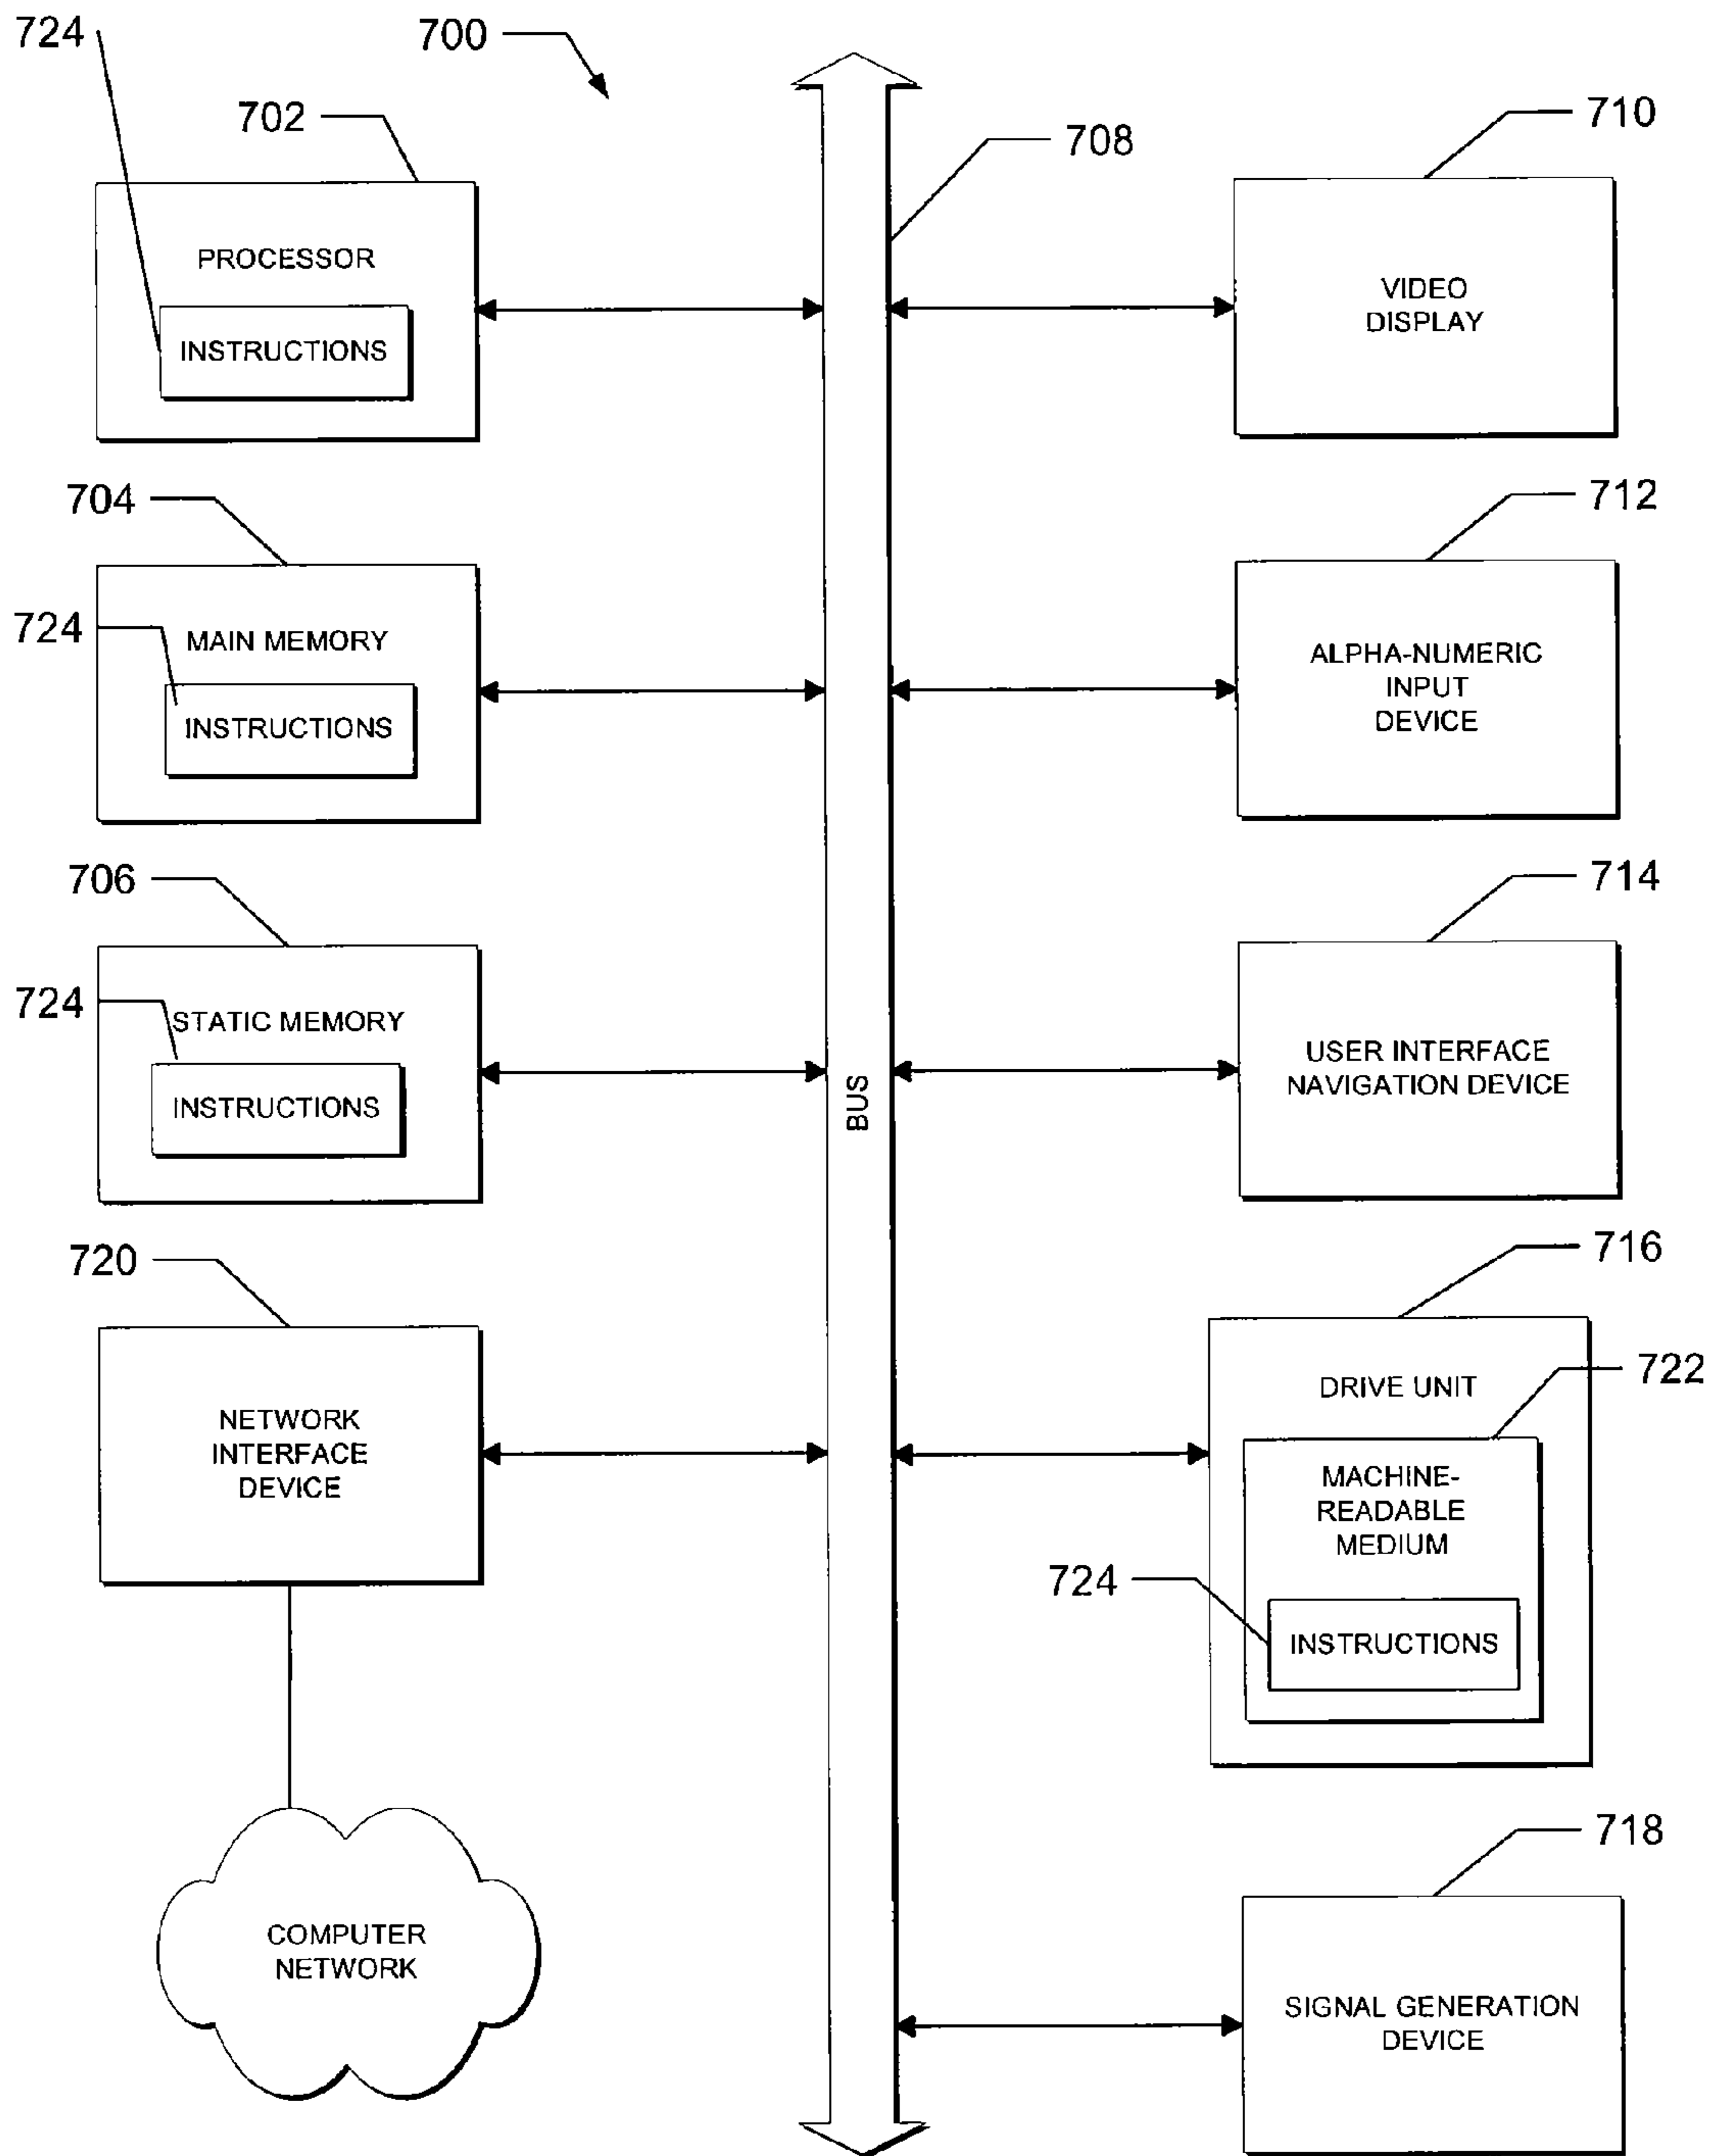 724
700
702
708
710
PROCESSOR
INSTRUCTIONS
VIDEO
DISPLAY
704
712
724
MAIN MEMORY
INSTRUCTIONS
ALPHA-NUMERIC
INPUT
DEVICE
706
714
724
STATIC MEMORY
INSTRUCTIONS
BUS
USER INTERFACE
NAVIGATION DEVICE
720
716
722
NETWORK
INTERFACE
DEVICE
DRIVE UNIT
MACHINE-
READABLE
MEDIUM
724
INSTRUCTIONS
718
COMPUTER
NETWORK
SIGNAL GENERATION
DEVICE